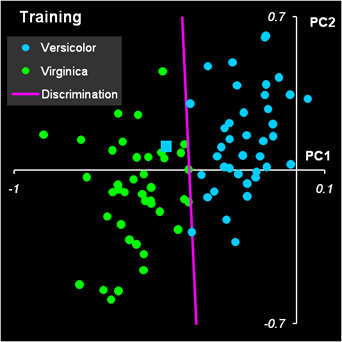 Training
0.7
PC2
Versicolor
Virginica
Discrimination
PC1
-1
0.1
-0.7